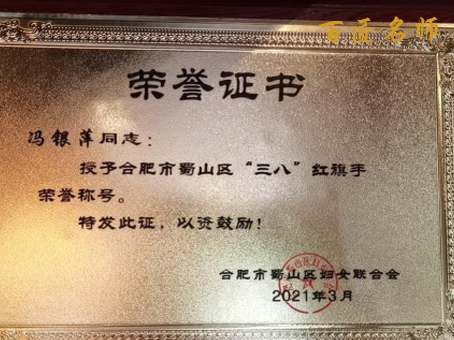 百匠名师
荣誉证书
冯银萍同志：
授予合肥市蜀山区“三八”红旗手
荣誉称号。
特发此证，以资鼓励！
合肥市蜀山区妇女联合会
2021年3月